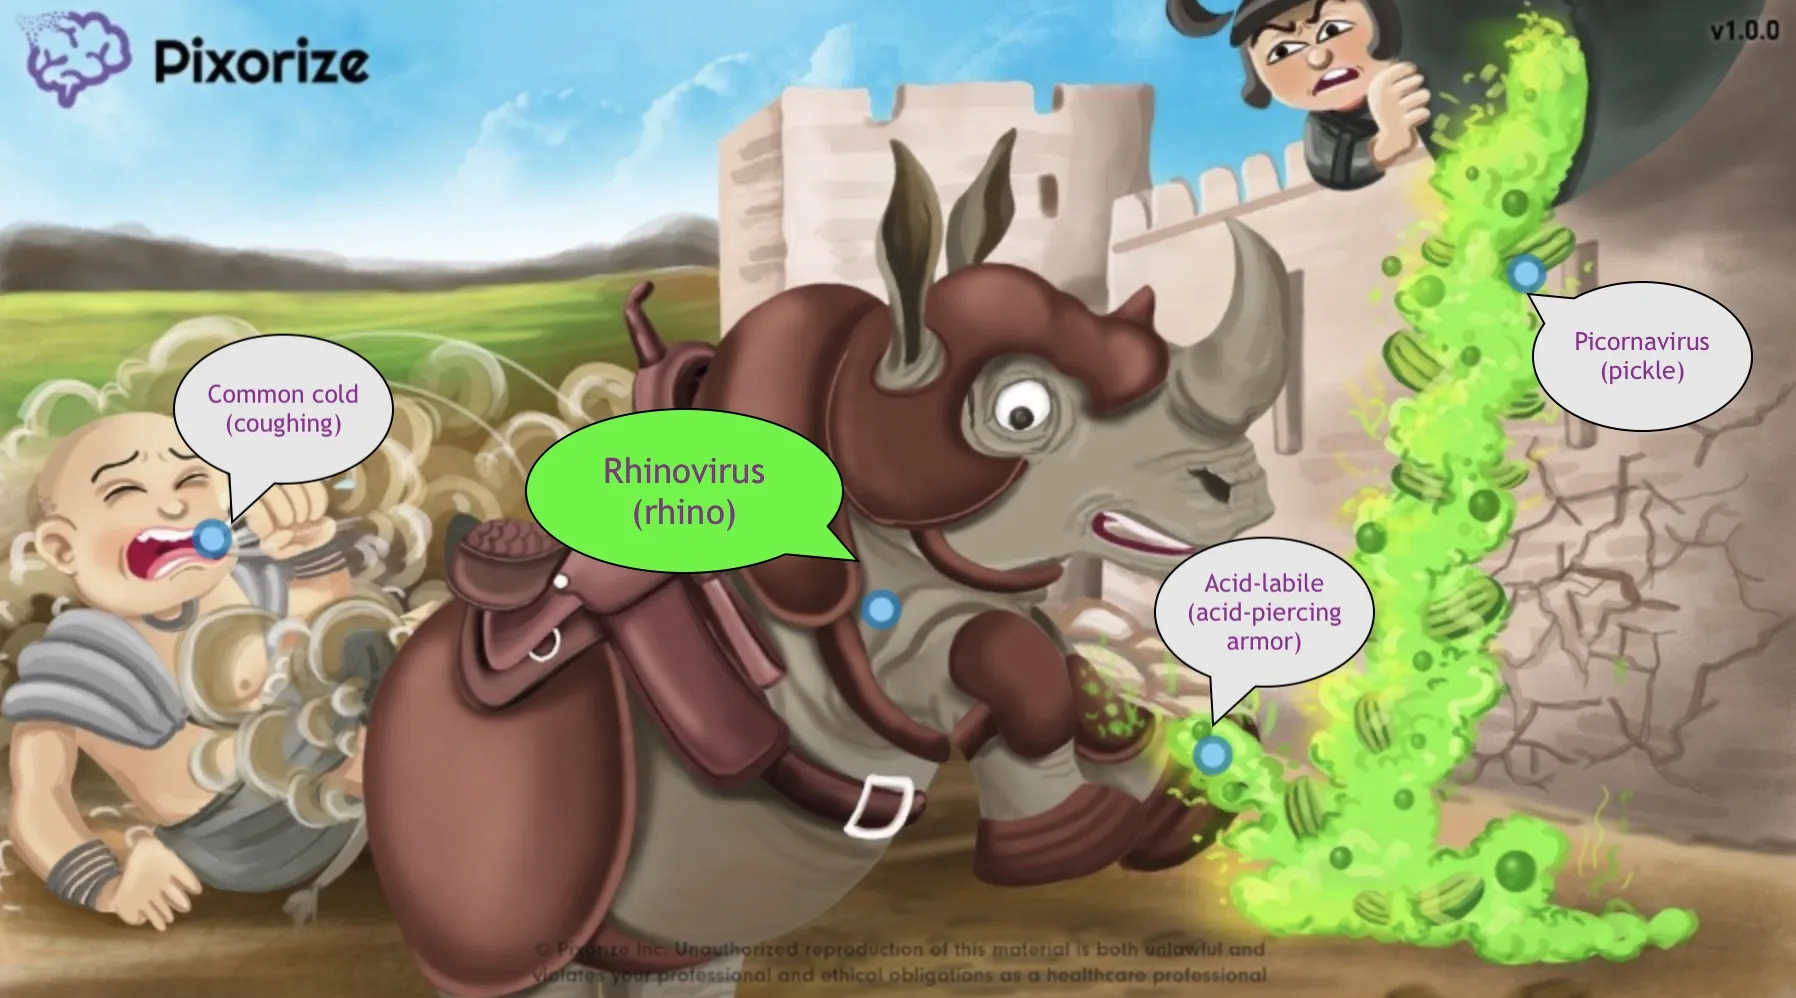 Pixorize
v1.0.0
Common cold
(coughing)
Rhinovirus
(rhino)
Picornavirus
(pickle)
Acid-labile
(acid-piercing
armor)
© Pixorize Inc. Unauthorized reproduction of this material is both unlawful and
violates your professional and ethical obligations as a healthcare professional